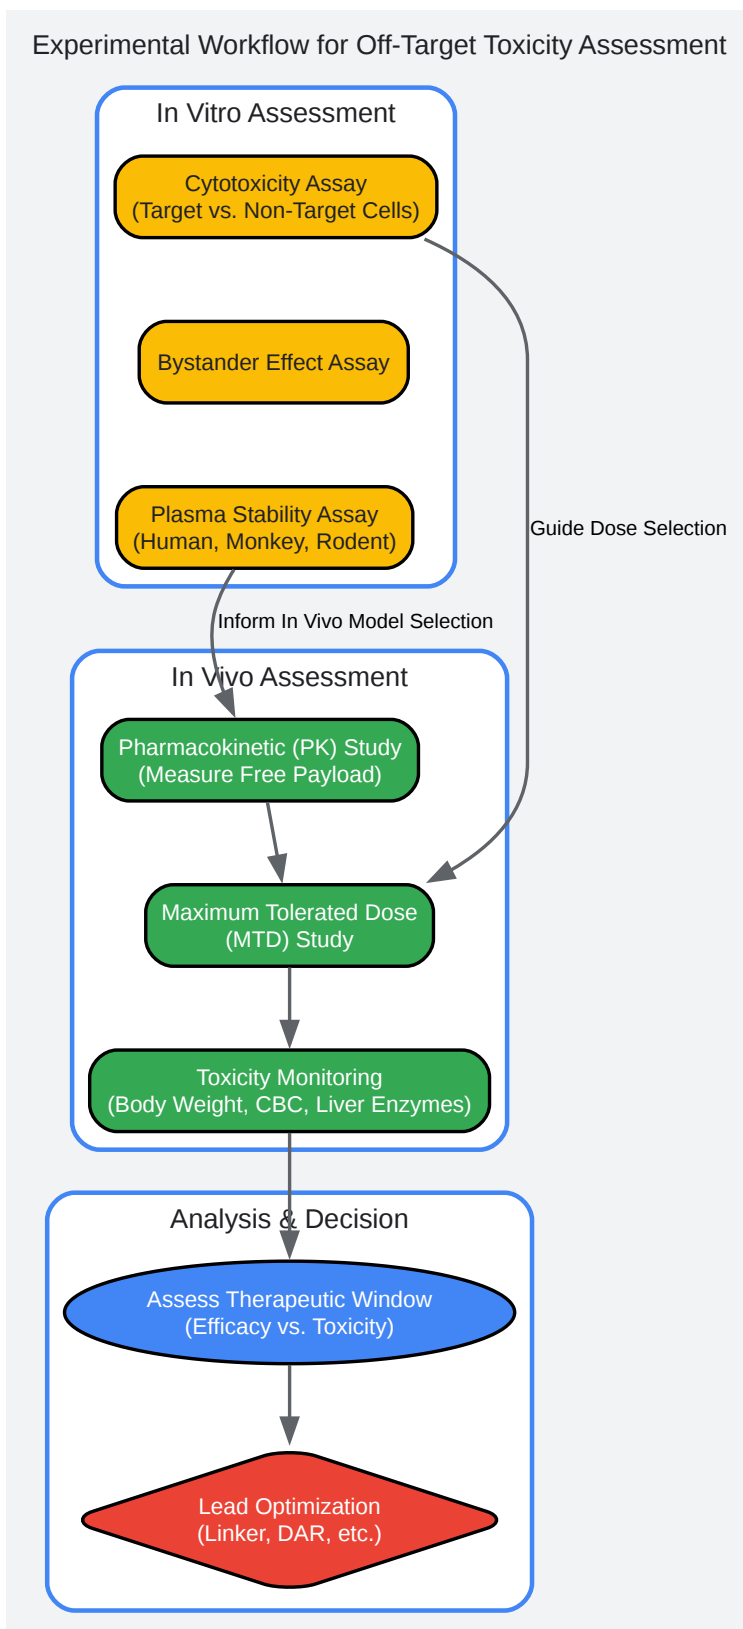 Experimental Workflow for Off-Target Toxicity Assessment
In Vitro Assessment
Cytotoxicity Assay
(Target vs. Non-Target Cells)
Bystander Effect Assay
Plasma Stability Assay
(Human, Monkey, Rodent)
Guide Dose Selection
Inform In Vivo Model Selection
In Vivo Assessment
Pharmacokinetic (PK) Study
(Measure Free Payload)
Maximum Tolerated Dose
(MTD) Study
Toxicity Monitoring
(Body Weight, CBC, Liver Enzymes)
Analysis & Decision
Assess Therapeutic Window
(Efficacy vs. Toxicity)
Lead Optimization
(Linker, DAR, etc.)